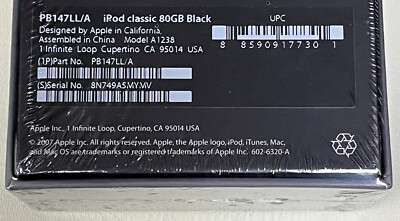 PB147LL/A iPod classic 80GB Black
UPC
Designed by Apple in California
Assembled in China Model A1238
1 Infinite Loop, Cupertino, CA 95014
8 85909 17730 1
(1P)Part No. PB147LL/A
(S)Serial No. 8N749A5MYMV
Apple Inc., 1 Infinite Loop, Cupertino, CA 95014 USA
© 2007 Apple Inc. All rights reserved. Apple, the Apple logo, iPod, iTunes, Mac,
and Mac OS are trademarks or registered trademarks of Apple Inc. 602-6320-A